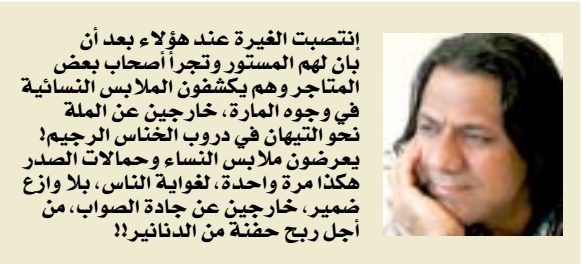 إنتصبت الغيرة عند هؤلاء بعد أن
بان لهم المستور وتجرأ أصحاب بعض
المتاجر وهم يكشفون الملابس النسائية
في وجوه المارة، خارجين عن الملة
نحو التيهان في دروب الخناس الرجيم!
يعرضون ملابس النساء وحمالات الصدر
هكذا مرة واحدة، لغواية الناس، بلا وازع
ضمير، خارجين عن جادة الصواب، من
أجل ربح حفنة من الدنانير!!